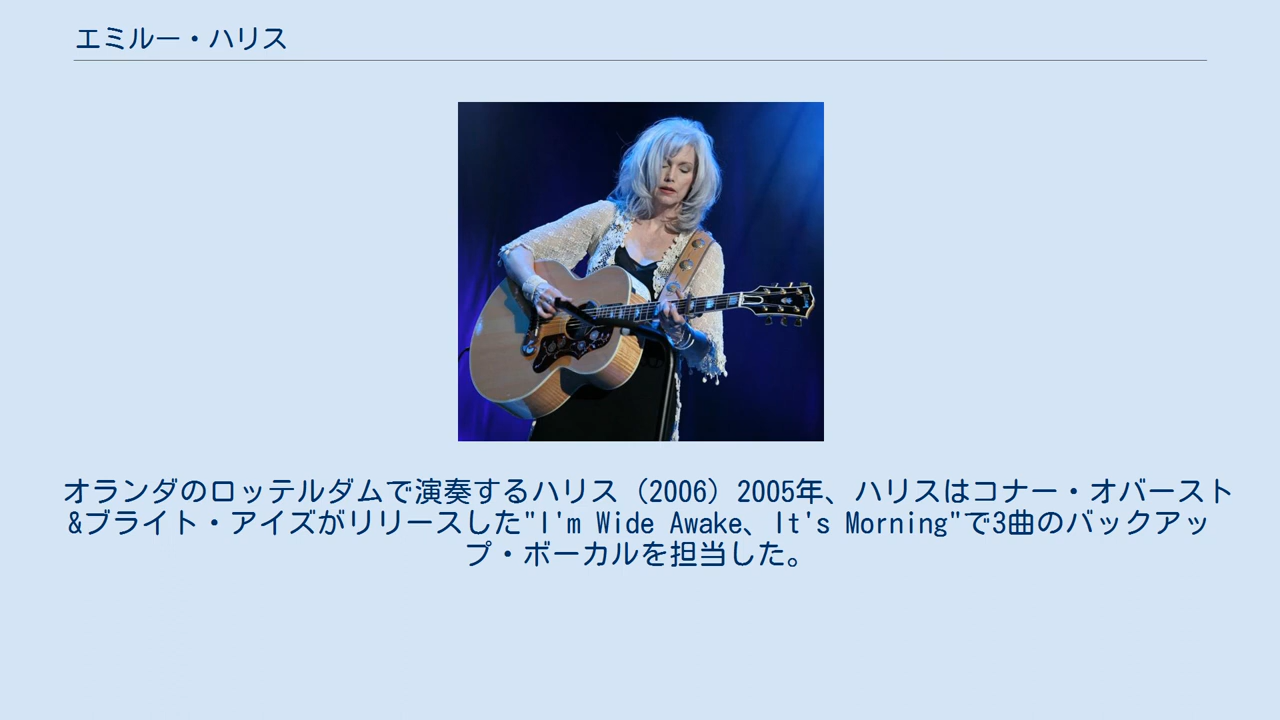 エミルー・ハリス
オランダのロッテルダムで演奏するハリス（2006）2005年、ハリスはコナー・オバースト
&ブライト・アイズがリリースした"I'm Wide Awake、It's Morning"で3曲のバックアッ
プ・ボーカルを担当した。